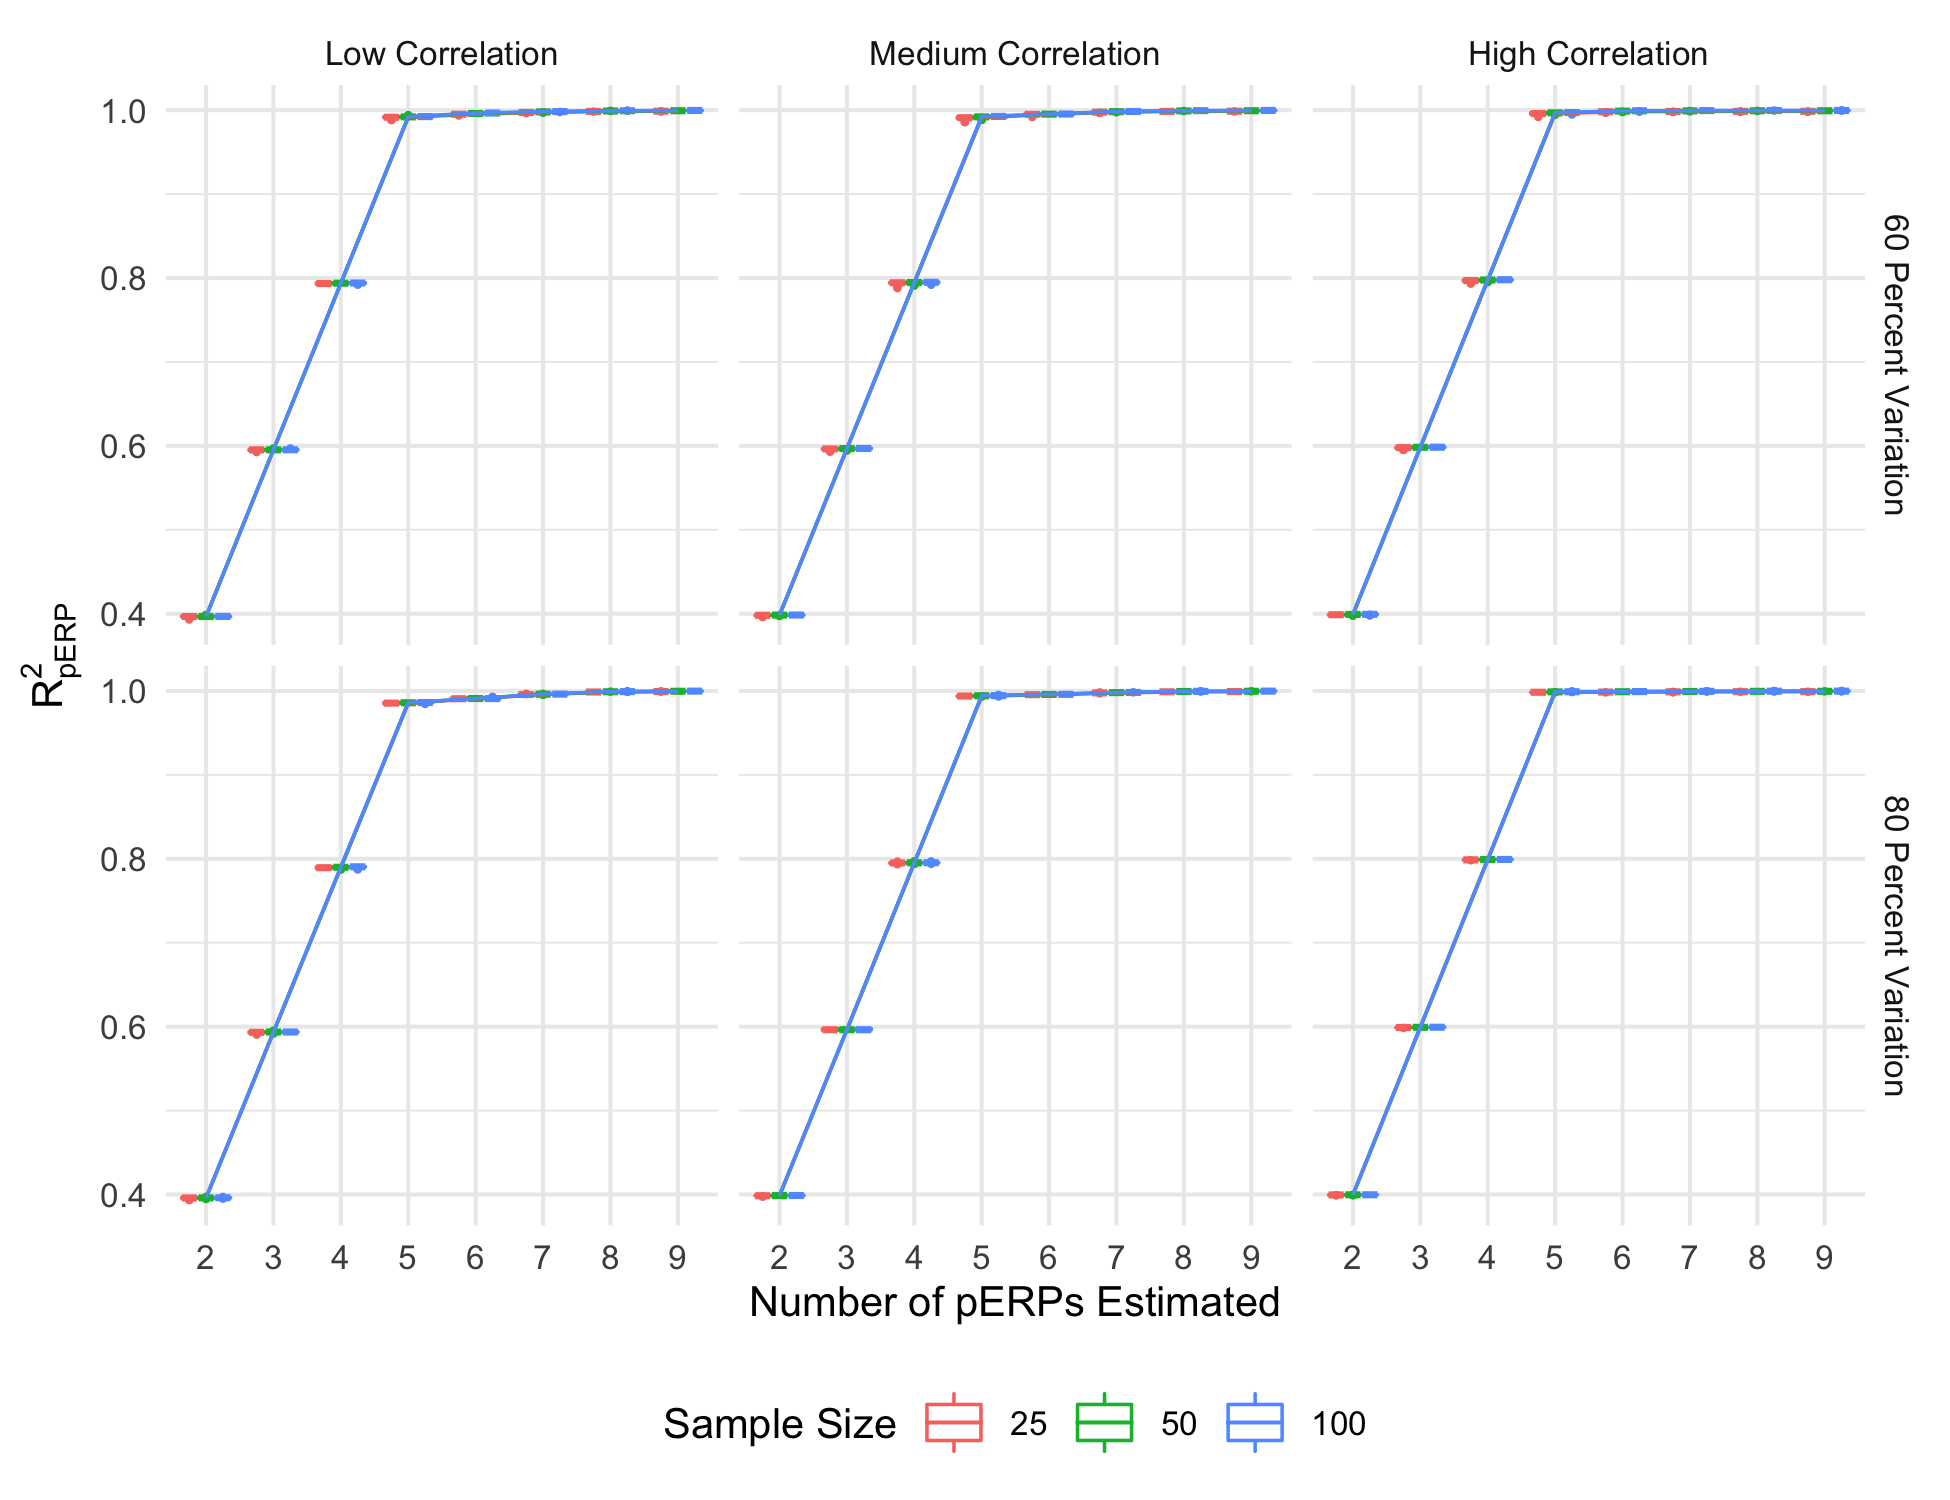 Low Correlation Medium Correlation High Correlation
1.0
0.8
0.6
0.4
60 Percent Variation
R²pERP
1.0
0.8
0.6
0.4
80 Percent Variation
2 3 4 5 6 7 8 9 2 3 4 5 6 7 8 9 2 3 4 5 6 7 8 9
Number of pERPs Estimated
Sample Size 25 50 100